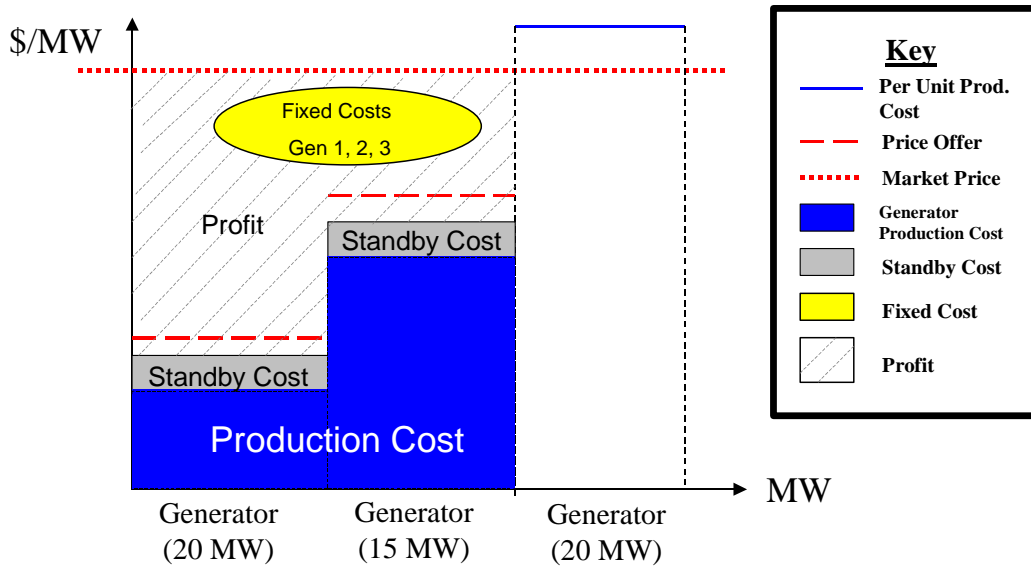 $/MW
Fixed Costs
Gen 1, 2, 3
Profit
Standby Cost
Standby Cost
Production Cost
MW
Generator
(20 MW)
Generator
(15 MW)
Generator
(20 MW)
Key
Per Unit Prod.
Cost
Price Offer
Market Price
Generator
Production Cost
Standby Cost
Fixed Cost
Profit